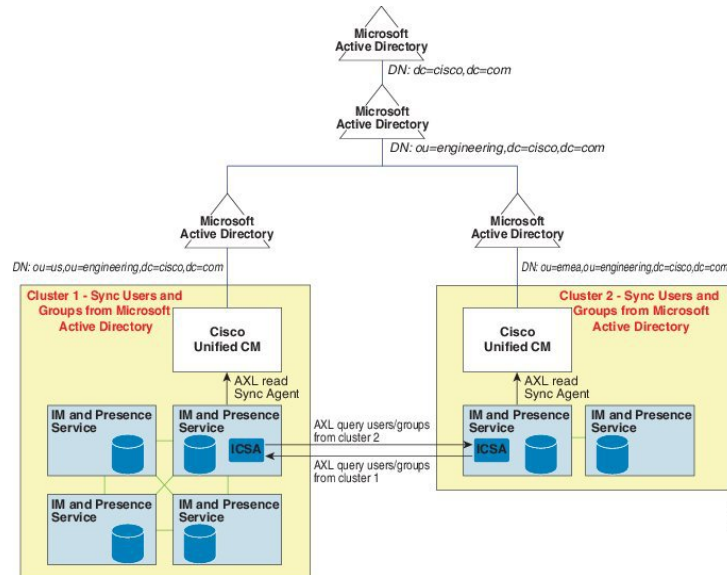 Microsoft
Active Directory
DN: dc=cisco,dc=com
Microsoft
Active Directory
DN: ou=engineering,dc=cisco,dc=com
Microsoft
Active Directory
DN: ou=us,ou=engineering,dc=cisco,dc=com
Microsoft
Active Directory
DN: ou=emea,ou=engineering,dc=cisco,dc=com
Cluster 1 - Sync Users and
Groups from Microsoft
Active Directory
Cisco
Unified CM
AXL read
Sync Agent
IM and Presence
Service
IM and Presence
Service
ICSA
IM and Presence
Service
IM and Presence
Service
AXL query users/groups
from cluster 2
AXL query users/groups
from cluster 1
Cluster 2 - Sync Users and
Groups from Microsoft
Active Directory
Cisco
Unified CM
AXL read
Sync Agent
IM and Presence
Service
ICSA
IM and Presence
Service